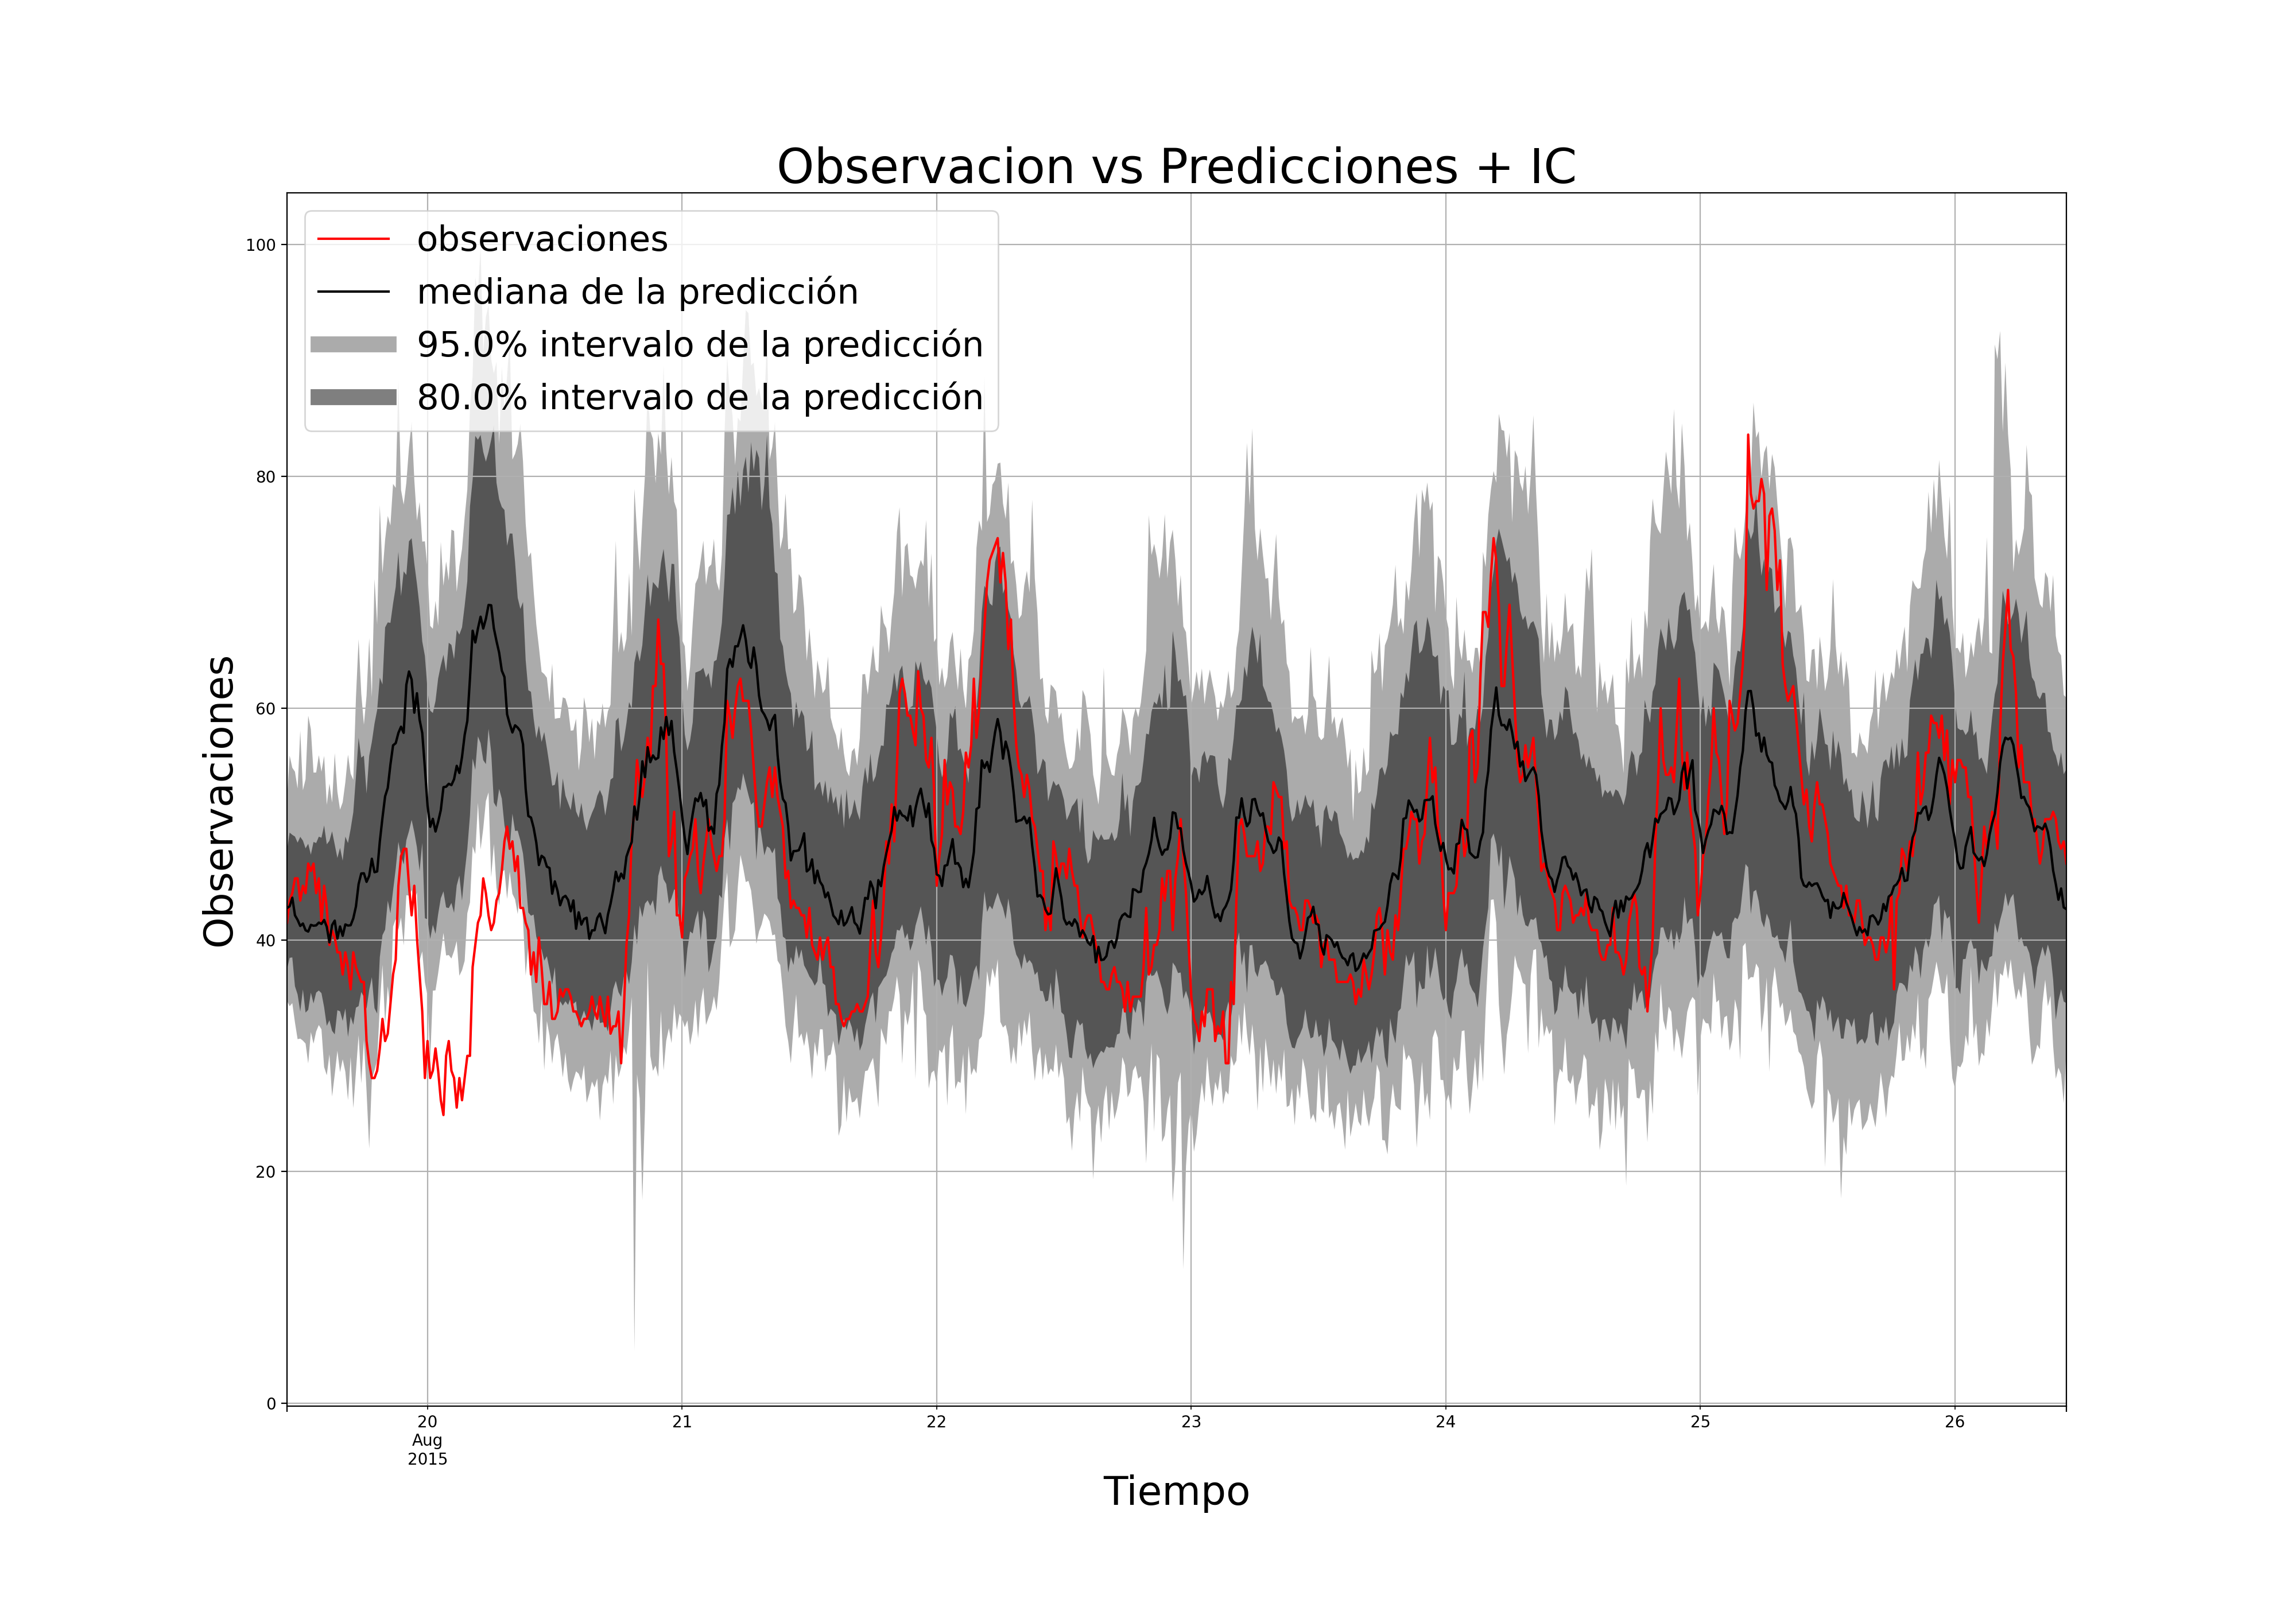 Observacion vs Predicciones + IC
observaciones
mediana de la predicción
95.0% intervalo de la predicción
80.0% intervalo de la predicción
Observaciones
100
80
60
40
20
0
20 21 22 23 24 25 26
Aug
2015
Tiempo